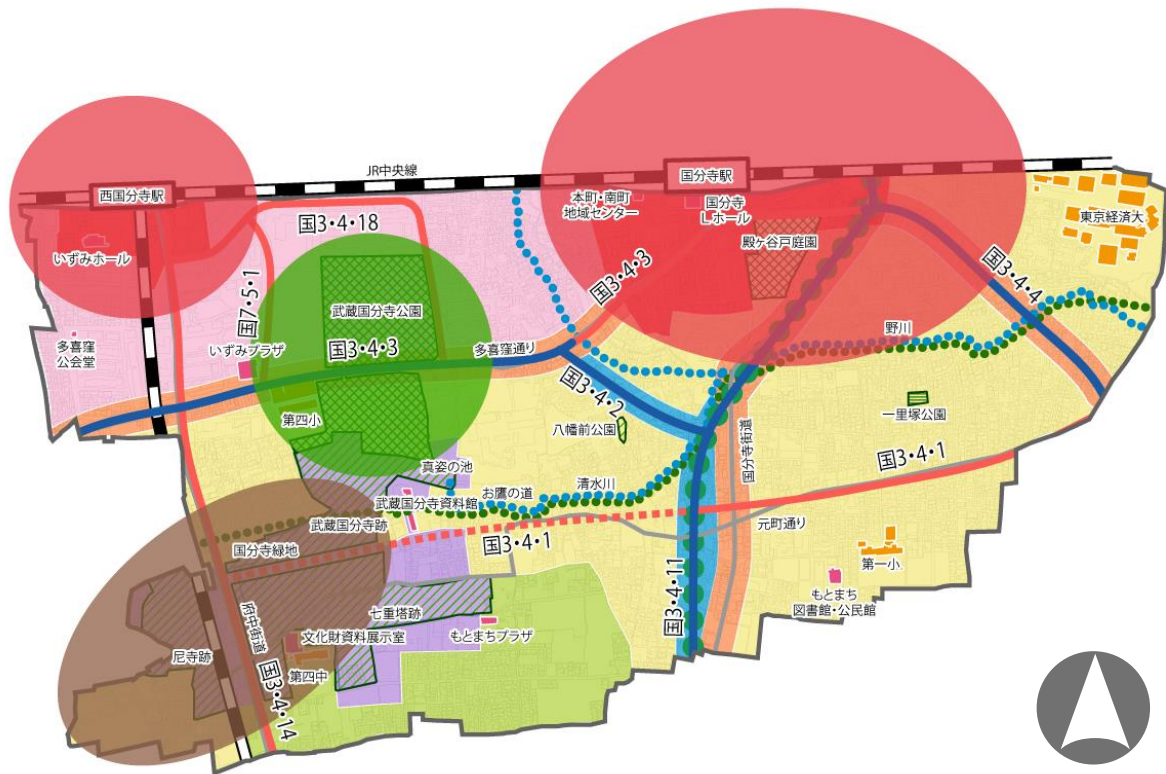 JR中央線
西国分寺駅
国分寺駅
本町・南町
地域センター
国分寺
Lホール
東京経済大
いずみホール
国3・4・18
殿ヶ谷戸庭園
国7・5・1
国3・4・3
国3・4・4
武蔵国分寺公園
野川
多喜窪
公会堂
いずみプラザ
国3・4・3
多喜窪通り
国3・4・2
一里塚公園
第四小
八幡前公園
国分寺街道
国3・4・1
真姿の池
お鷹の道
清水川
武蔵国分寺資料館
武蔵国分寺跡
元町通り
国分寺緑地
国3・4・1
第一小
国3・4・11
もとまち
図書館・公民館
七重塔跡
府中街道
文化財資料展示室
もとまちプラザ
尼寺跡
第四中
国3・4・14